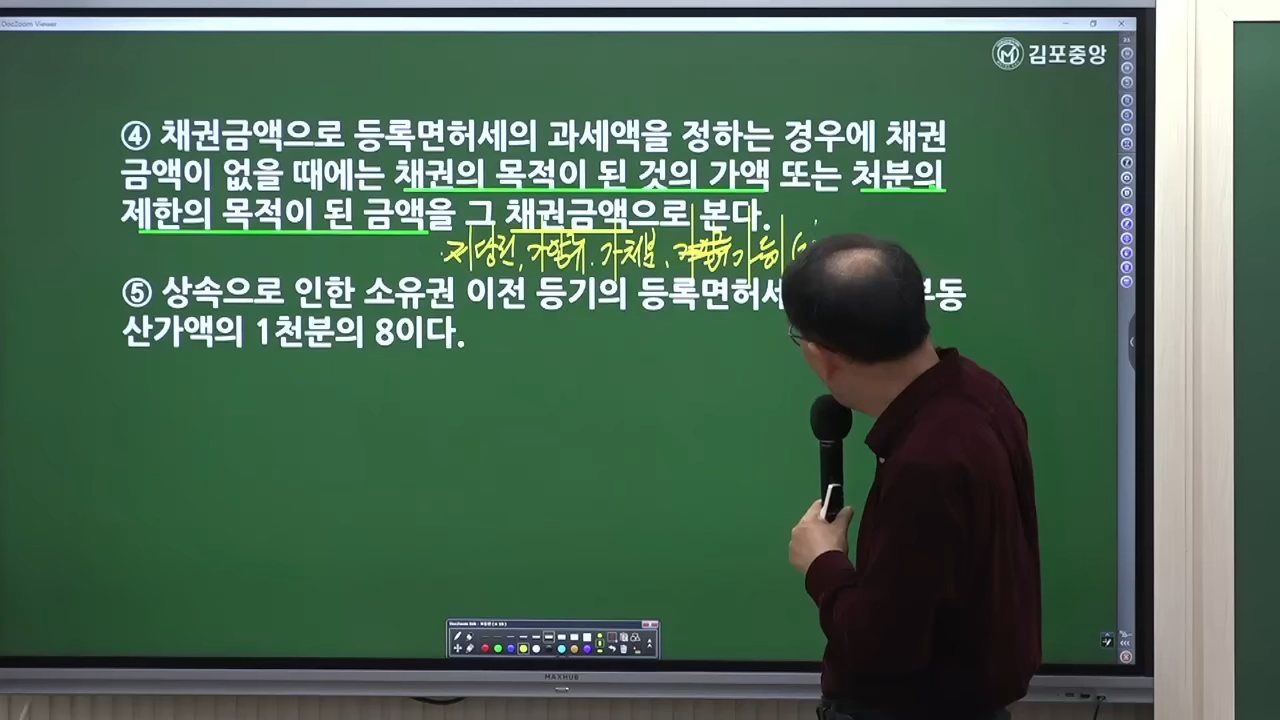 DocZoom Viewer
김포중앙
④ 채권금액으로 등록면허세의 과세액을 정하는 경우에 채권
금액이 없을 때에는 채권의 목적이 된 것의 가액 또는 처분의
제한의 목적이 된 금액을 그 채권금액으로 본다.
저당권, 가압류, 가처분,
⑤ 상속으로 인한 소유권 이전 등기의 등록면허세 부동
산가액의 1천분의 8이다.
MAXHUB